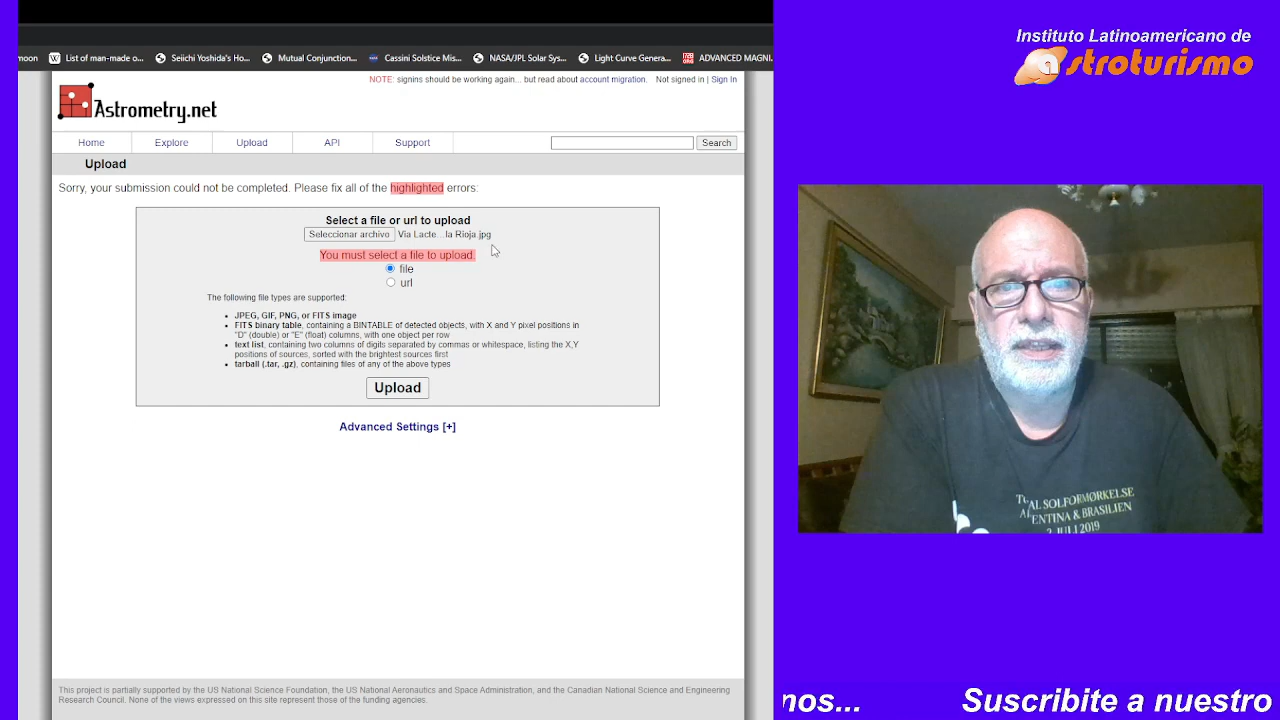 moon
List of man-made o...
Seiichi Yoshida's Ho...
Mutual Conjunction...
Cassini Solstice Mis...
NASA/JPL Solar Sys...
Light Curve Genera...
ADVANCED MAGNI.
NOTE: signins should be working again... but read about account migration. Not signed in | Sign In
Astrometry.net
Home
Explore
Upload
API
Support
Search
Upload
Sorry, your submission could not be completed. Please fix all of the highlighted errors:
Select a file or url to upload
Seleccionar archivo Via Lacte...la Rioja.jpg
You must select a file to upload.
file
url
The following file types are supported:
• JPEG, GIF, PNG, or FITS image
• FITS binary table, containing a BINTABLE of detected objects, with X and Y pixel positions in
"D" (double) or "E" (float) columns, with one object per row
• text list, containing two columns of digits separated by commas or whitespace, listing the X,Y
positions of sources, sorted with the brightest sources first
• tarball (.tar, .gz), containing files of any of the above types
Upload
Advanced Settings [+]
This project is partially supported by the US National Science Foundation, the US National Aeronautics and Space Administration, and the Canadian National Science and Engineering
Research Council. None of the views expressed on this site represent those of the funding agencies.
Instituto Latinoamericano de
astroturismo
AL SOLFORMØRKELSE
ENTINA & BRASILIEN
2 JULI 2019
nos... Suscribite a nuestro